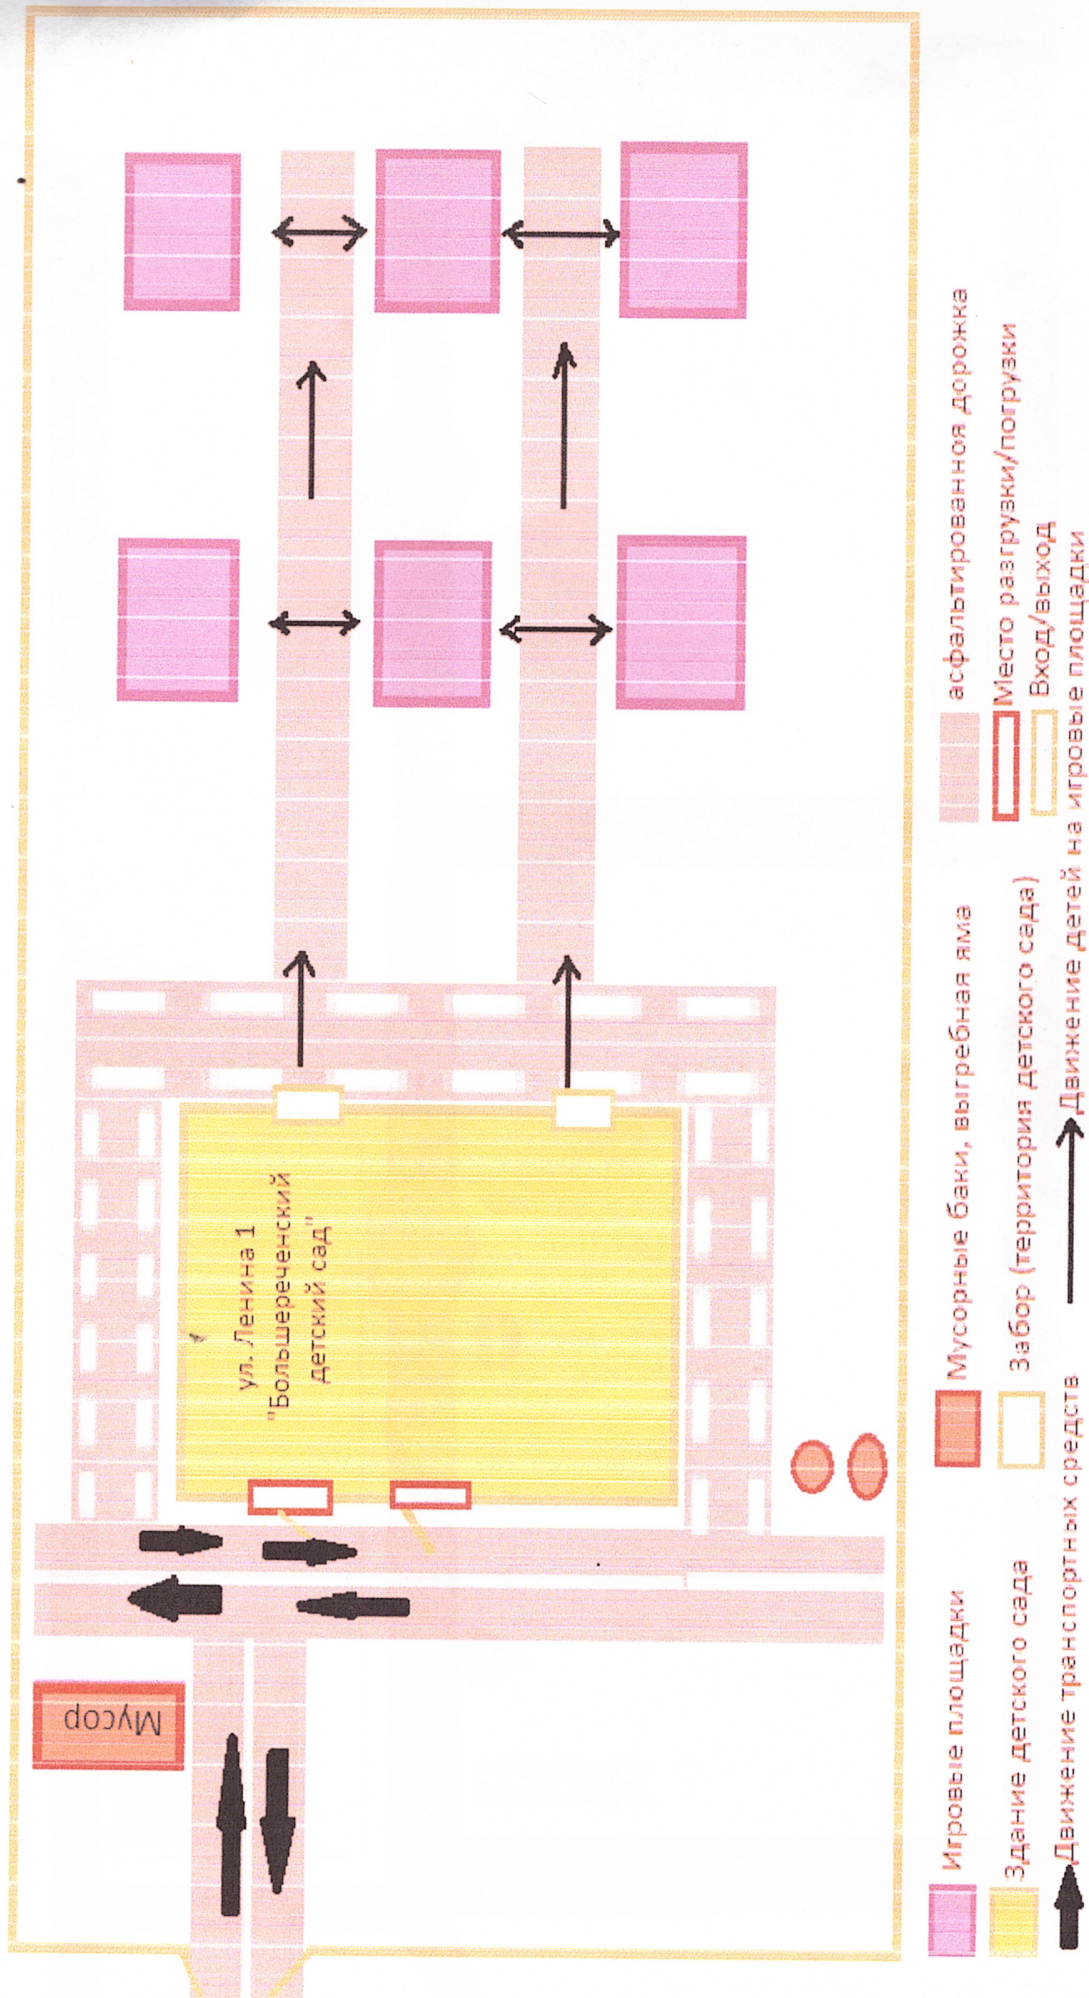 Мусор
ул. Ленина 1
"Большереченский
детский сад"
Игровые площадки
Мусорные баки, выгребная яма
асфальтированная дорожка
Здание детского сада
Забор (территория детского сада)
Место разгрузки/погрузки
Вход/выход
Движение транспортных средств
Движение детей на игровые площадки